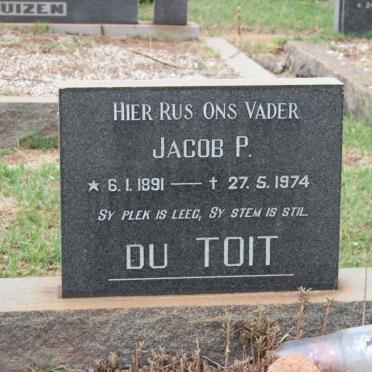 UIZEN
HIER RUS ONS VADER
JACOB P.
★ 6.1.1891 — † 27.5.1974
SY PLEK IS LEEG, SY STEM IS STIL.
DU TOIT